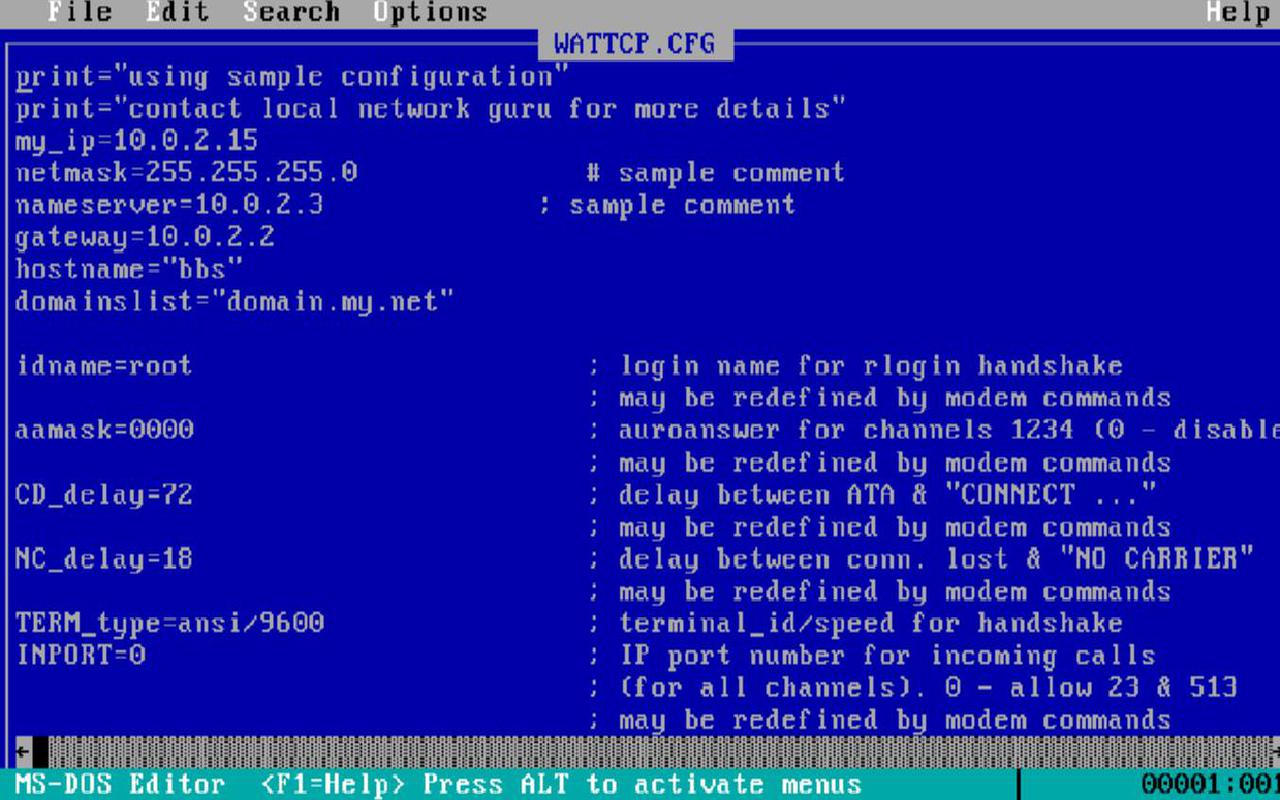 File Edit Search Options Help
WATTCP.CFG
print="using sample configuration"
print="contact local network guru for more details"
my_ip=10.0.2.15
netmask=255.255.255.0 # sample comment
nameserver=10.0.2.3 ; sample comment
gateway=10.0.2.2
hostname="bbs"
domainslist="domain.my.net"
idname=root ; login name for rlogin handshake
; may be redefined by modem commands
aamask=0000 ; auroanswer for channels 1234 (0 - disable
; may be redefined by modem commands
CD_delay=72 ; delay between ATA & "CONNECT ..."
; may be redefined by modem commands
NC_delay=18 ; delay between conn. lost & "NO CARRIER"
; may be redefined by modem commands
TERM_type=ansi/9600 ; terminal_id/speed for handshake
INPORT=0 ; IP port number for incoming calls
; (for all channels). 0 - allow 23 & 513
; may be redefined by modem commands
MS-DOS Editor <F1=Help> Press ALT to activate menus 00001:001